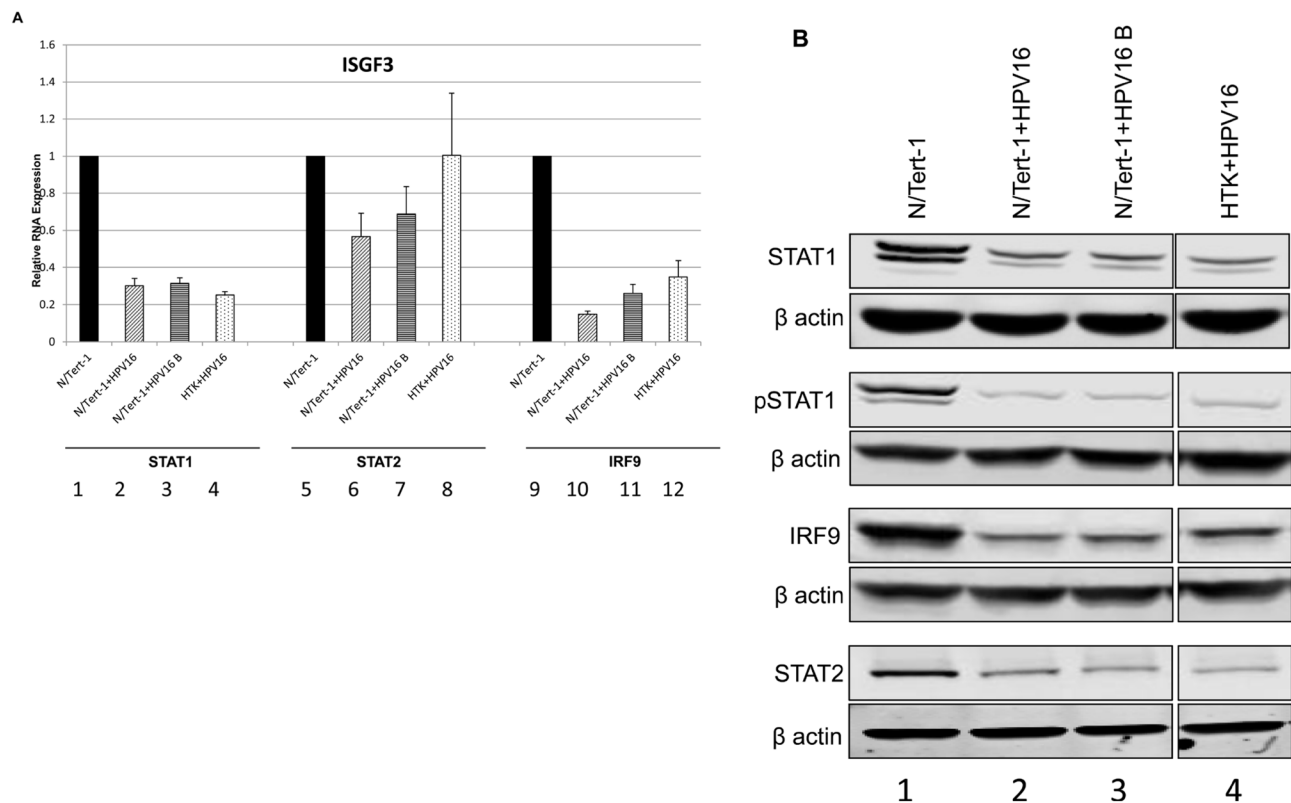 A
ISGF3
Relative RNA Expression
1.6
1.4
1.2
1
0.8
0.6
0.4
0.2
0
N/Tert-1
N/Tert-1+HPV16
N/Tert-1+HPV16 B
HTK+HPV16
N/Tert-1
N/Tert-1+HPV16
N/Tert-1+HPV16 B
HTK+HPV16
N/Tert-1
N/Tert-1+HPV16
N/Tert-1+HPV16 B
HTK+HPV16
STAT1 STAT2 IRF9
1 2 3 4 5 6 7 8 9 10 11 12
B
N/Tert-1
N/Tert-1+HPV16
N/Tert-1+HPV16 B
HTK+HPV16
STAT1
β actin
pSTAT1
β actin
IRF9
β actin
STAT2
β actin
1 2 3 4